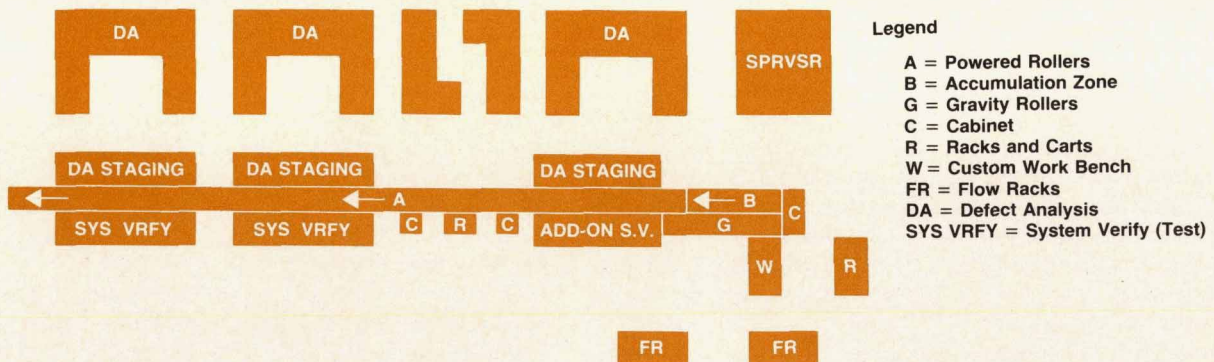 DA
DA
DA
SPRVSR
DA STAGING
DA STAGING
DA STAGING
A
B
C
SYS VRFY
SYS VRFY
C
R
C
ADD-ON S.V.
G
W
R
FR
FR
Legend
A = Powered Rollers
B = Accumulation Zone
G = Gravity Rollers
C = Cabinet
R = Racks and Carts
W = Custom Work Bench
FR = Flow Racks
DA = Defect Analysis
SYS VRFY = System Verify (Test)